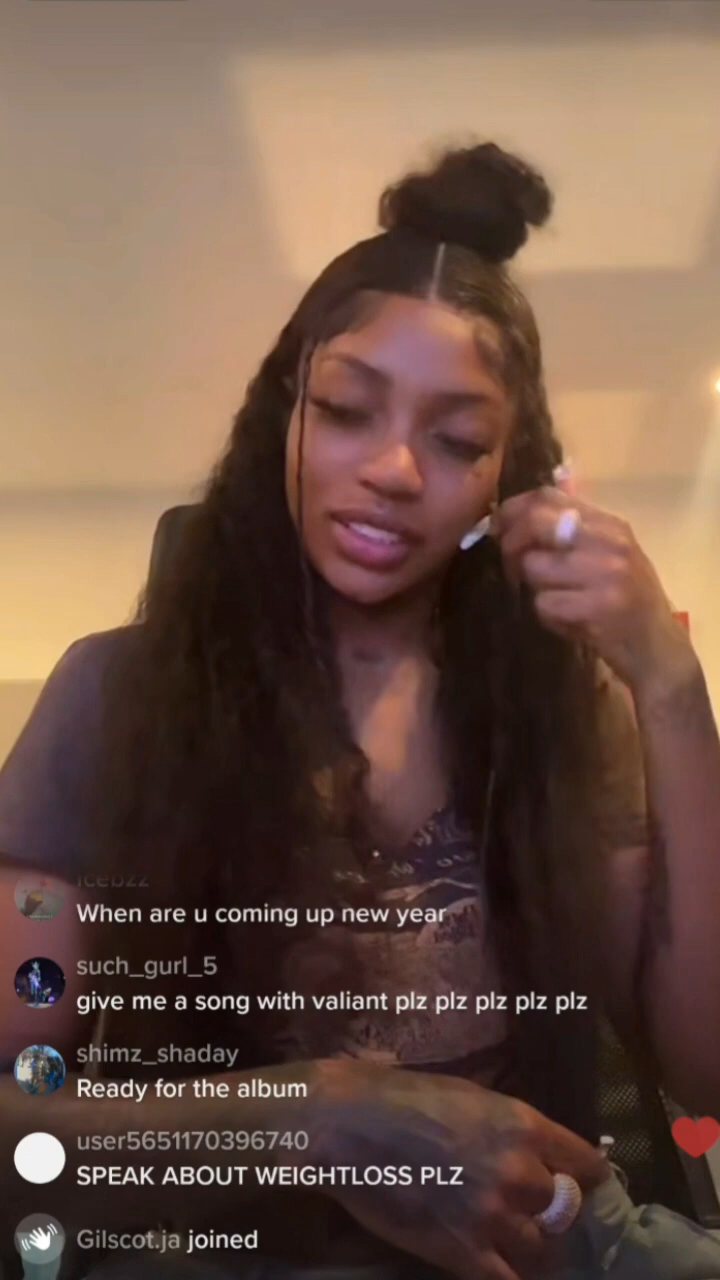 icebzz
When are u coming up new year
such_gurl_5
give me a song with valiant plz plz plz plz plz
shimz_shaday
Ready for the album
user5651170396740
SPEAK ABOUT WEIGHTLOSS PLZ
Gilscot.ja joined